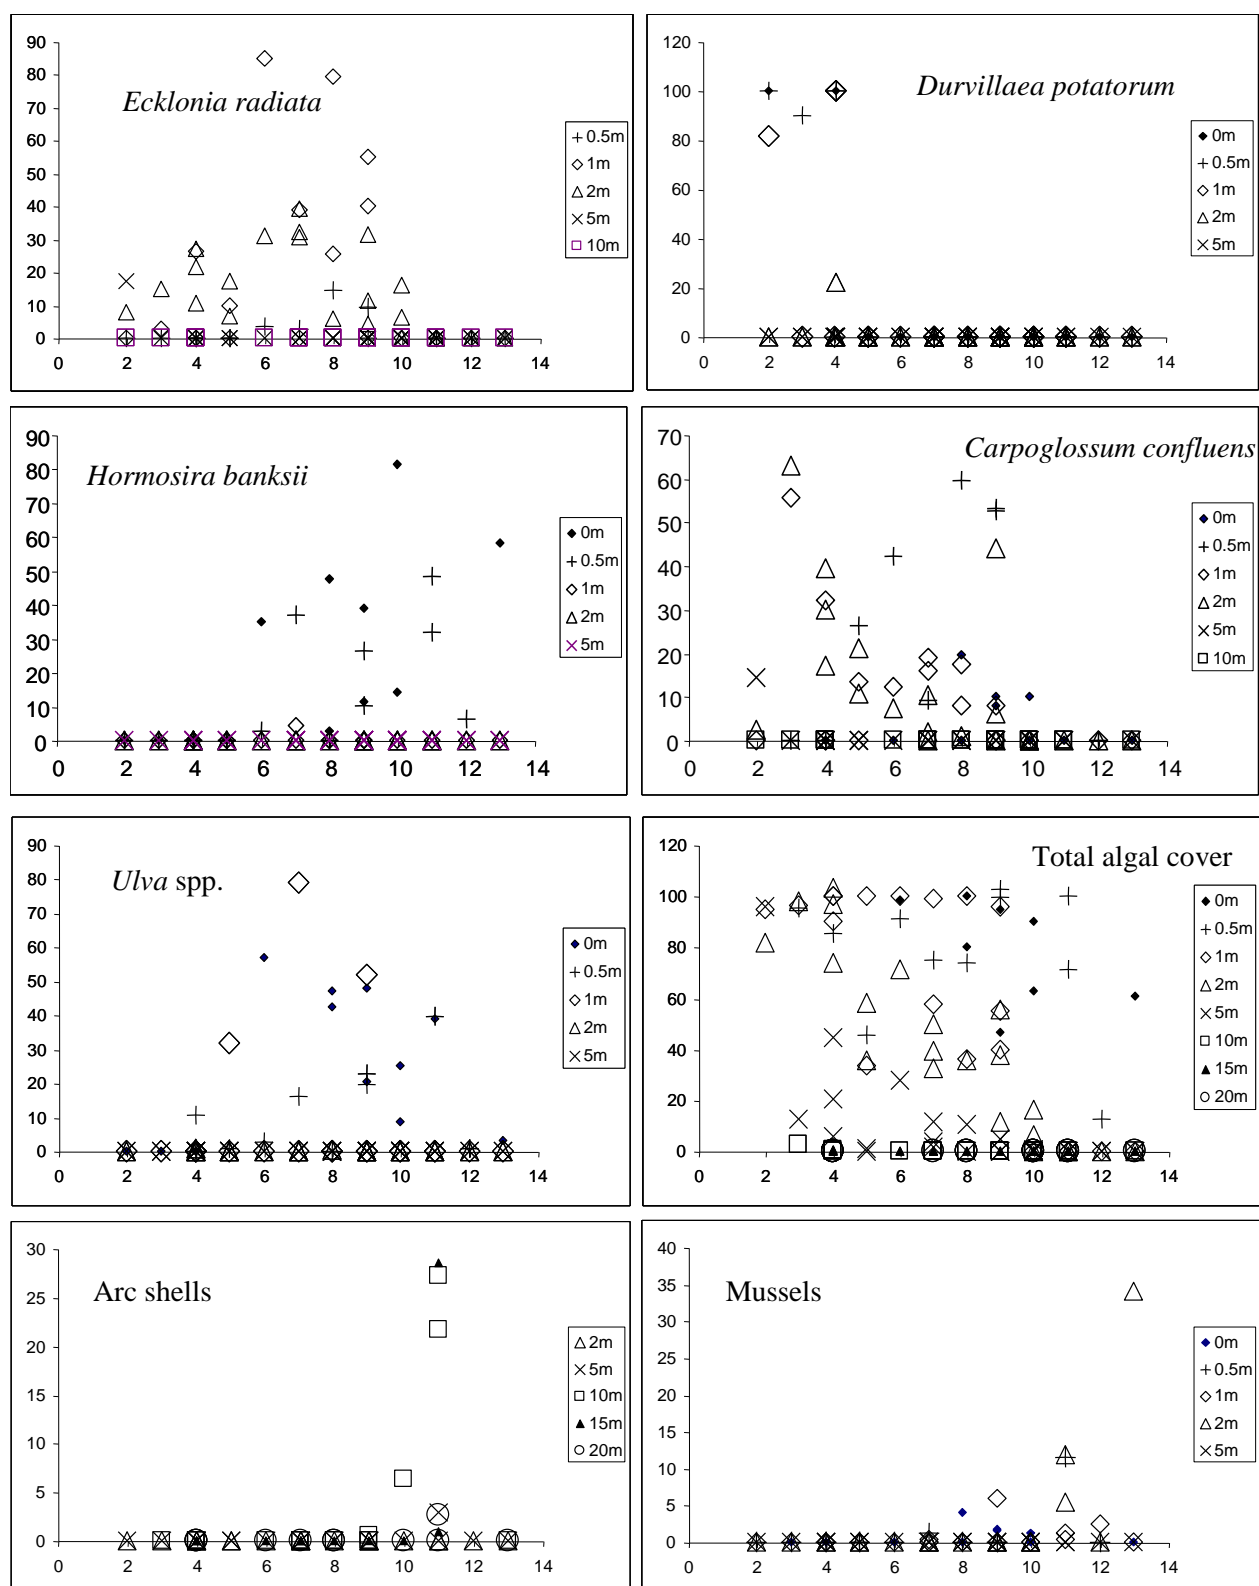 Ecklonia radiata
90
80
70
60
50
40
30
20
10
0
0 2 4 6 8 10 12 14
0.5m
1m
2m
5m
10m
Durvillaea potatorum
120
100
80
60
40
20
0
0 2 4 6 8 10 12 14
0m
0.5m
1m
2m
5m
Hormosira banksii
90
80
70
60
50
40
30
20
10
0
0 2 4 6 8 10 12 14
0m
0.5m
1m
2m
5m
Carpoglossum confluens
70
60
50
40
30
20
10
0
0 2 4 6 8 10 12 14
0m
0.5m
1m
2m
5m
10m
Ulva spp.
90
80
70
60
50
40
30
20
10
0
0 2 4 6 8 10 12 14
0m
0.5m
1m
2m
5m
Total algal cover
120
100
80
60
40
20
0
0 2 4 6 8 10 12 14
0m
0.5m
1m
2m
5m
10m
15m
20m
Arc shells
30
25
20
15
10
5
0
0 2 4 6 8 10 12 14
2m
5m
10m
15m
20m
Mussels
40
35
30
25
20
15
10
5
0
0 2 4 6 8 10 12 14
0m
0.5m
1m
2m
5m